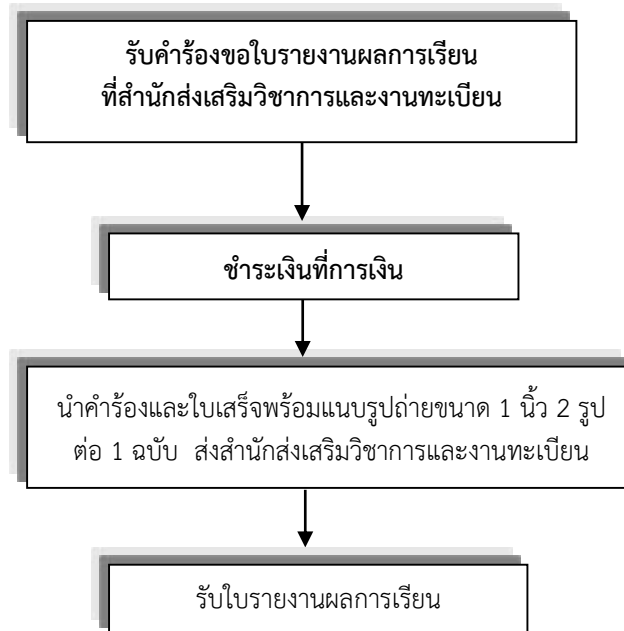 รับคำร้องขอใบรายงานผลการเรียน
ที่สำนักส่งเสริมวิชาการและงานทะเบียน
ชำระเงินที่การเงิน
นำคำร้องและใบเสร็จพร้อมแนบรูปถ่ายขนาด 1 นิ้ว 2 รูป
ต่อ 1 ฉบับ ส่งสำนักส่งเสริมวิชาการและงานทะเบียน
รับใบรายงานผลการเรียน